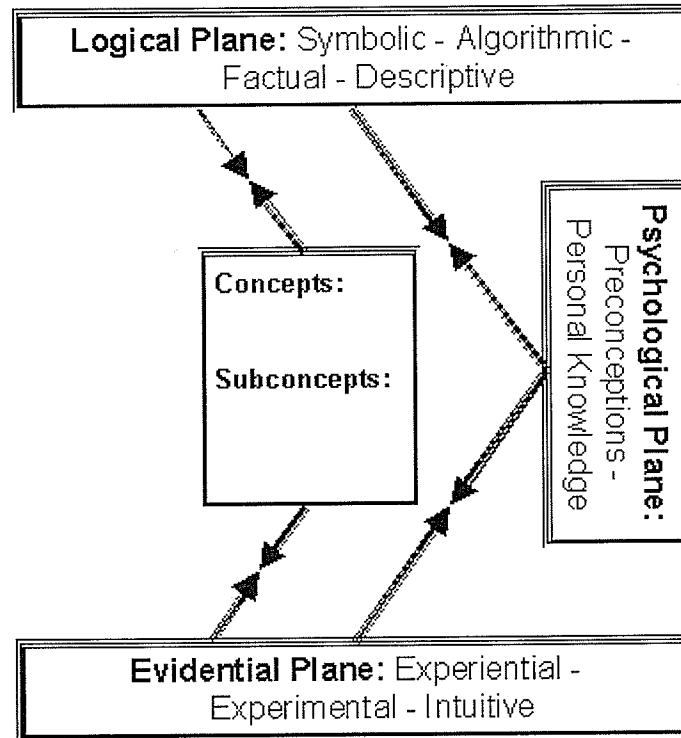 Logical Plane: Symbolic - Algorithmic -
Factual - Descriptive
Psychological Plane:
Preconceptions -
Personal Knowledge
Concepts:
Subconcepts:
Evidential Plane: Experiential -
Experimental - Intuitive